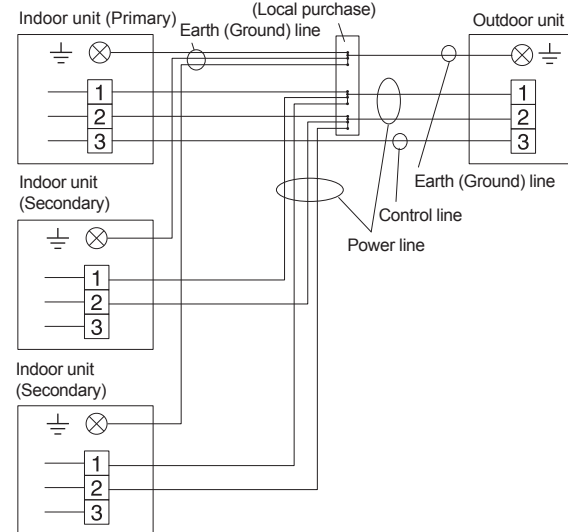 (Local purchase)
Indoor unit (Primary)
Earth (Ground) line
Outdoor unit
1
2
3
1
2
3
Earth (Ground) line
Control line
Power line
Indoor unit
(Secondary)
1
2
3
Indoor unit
(Secondary)
1
2
3